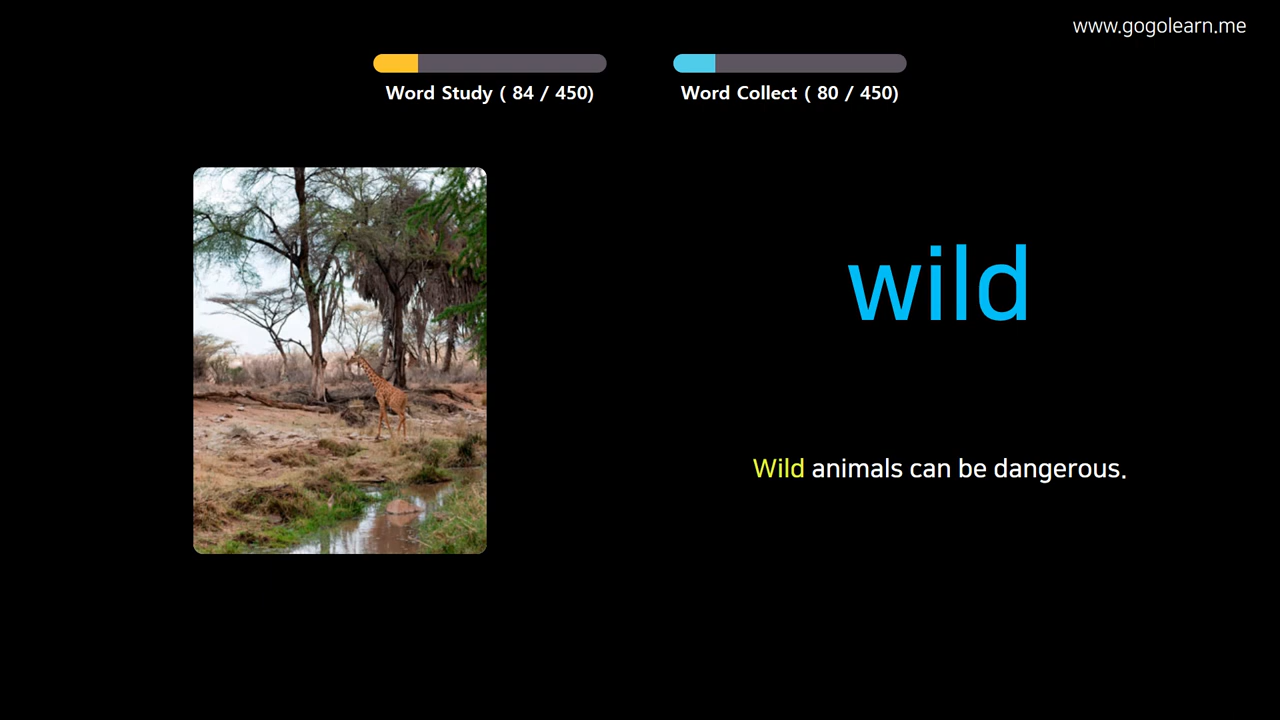 www.gogolearn.me
Word Study ( 84 / 450)
Word Collect ( 80 / 450)
wild
Wild animals can be dangerous.